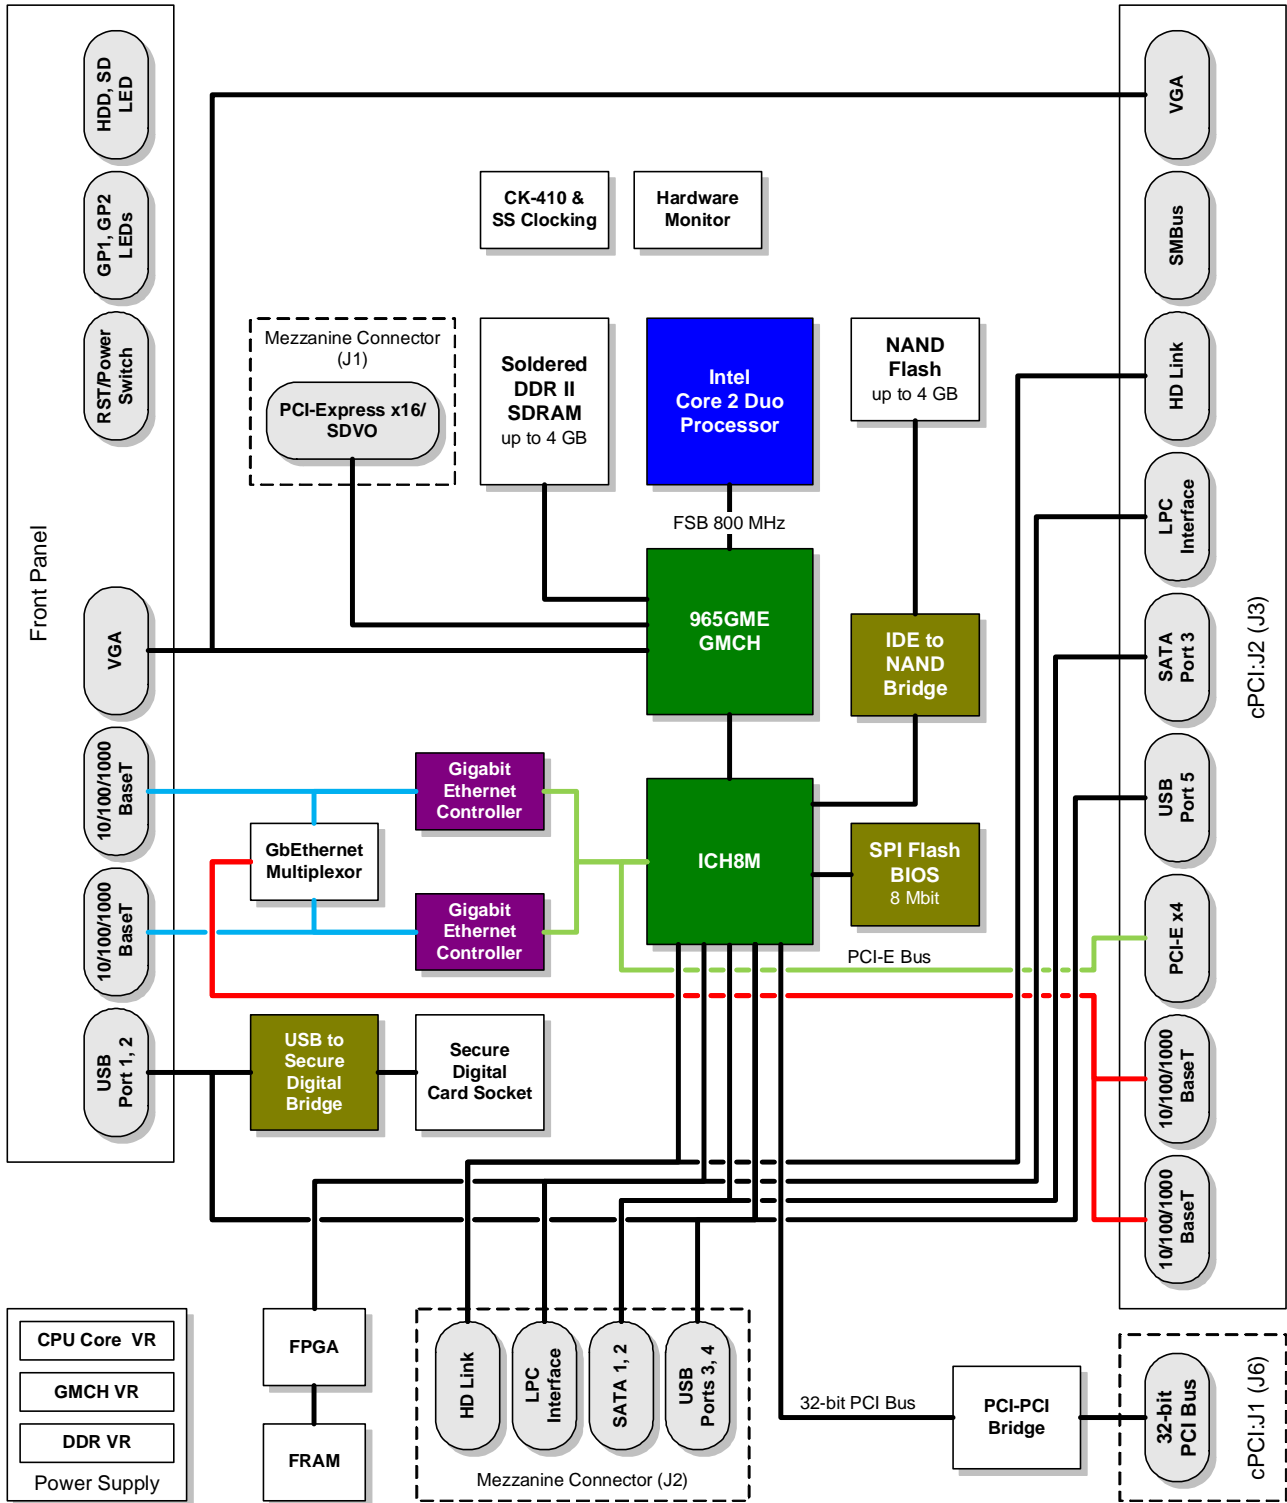 Front Panel
HDD, SD
LED
GP1, GP2
LEDs
RST/Power
Switch
VGA
10/100/1000
BaseT
10/100/1000
BaseT
USB
Port 1, 2
CK-410 &
SS Clocking
Hardware
Monitor
Mezzanine Connector
(J1)
PCI-Express x16/
SDVO
Soldered
DDR II
SDRAM
up to 4 GB
Intel
Core 2 Duo
Processor
NAND
Flash
up to 4 GB
FSB 800 MHz
965GME
GMCH
IDE to
NAND
Bridge
Gigabit
Ethernet
Controller
GbEthernet
Multiplexor
Gigabit
Ethernet
Controller
ICH8M
SPI Flash
BIOS
8 Mbit
PCI-E Bus
USB to
Secure
Digital
Bridge
Secure
Digital
Card Socket
cPCI:J2 (J3)
VGA
SMBus
HD Link
LPC
Interface
SATA
Port 3
USB
Port 5
PCI-E x4
10/100/1000
BaseT
10/100/1000
BaseT
CPU Core VR
GMCH VR
DDR VR
Power Supply
FPGA
FRAM
HD Link
LPC
Interface
SATA 1, 2
USB
Ports 3, 4
Mezzanine Connector (J2)
32-bit PCI Bus
PCI-PCI
Bridge
32-bit
PCI Bus
cPCI:J1 (J6)